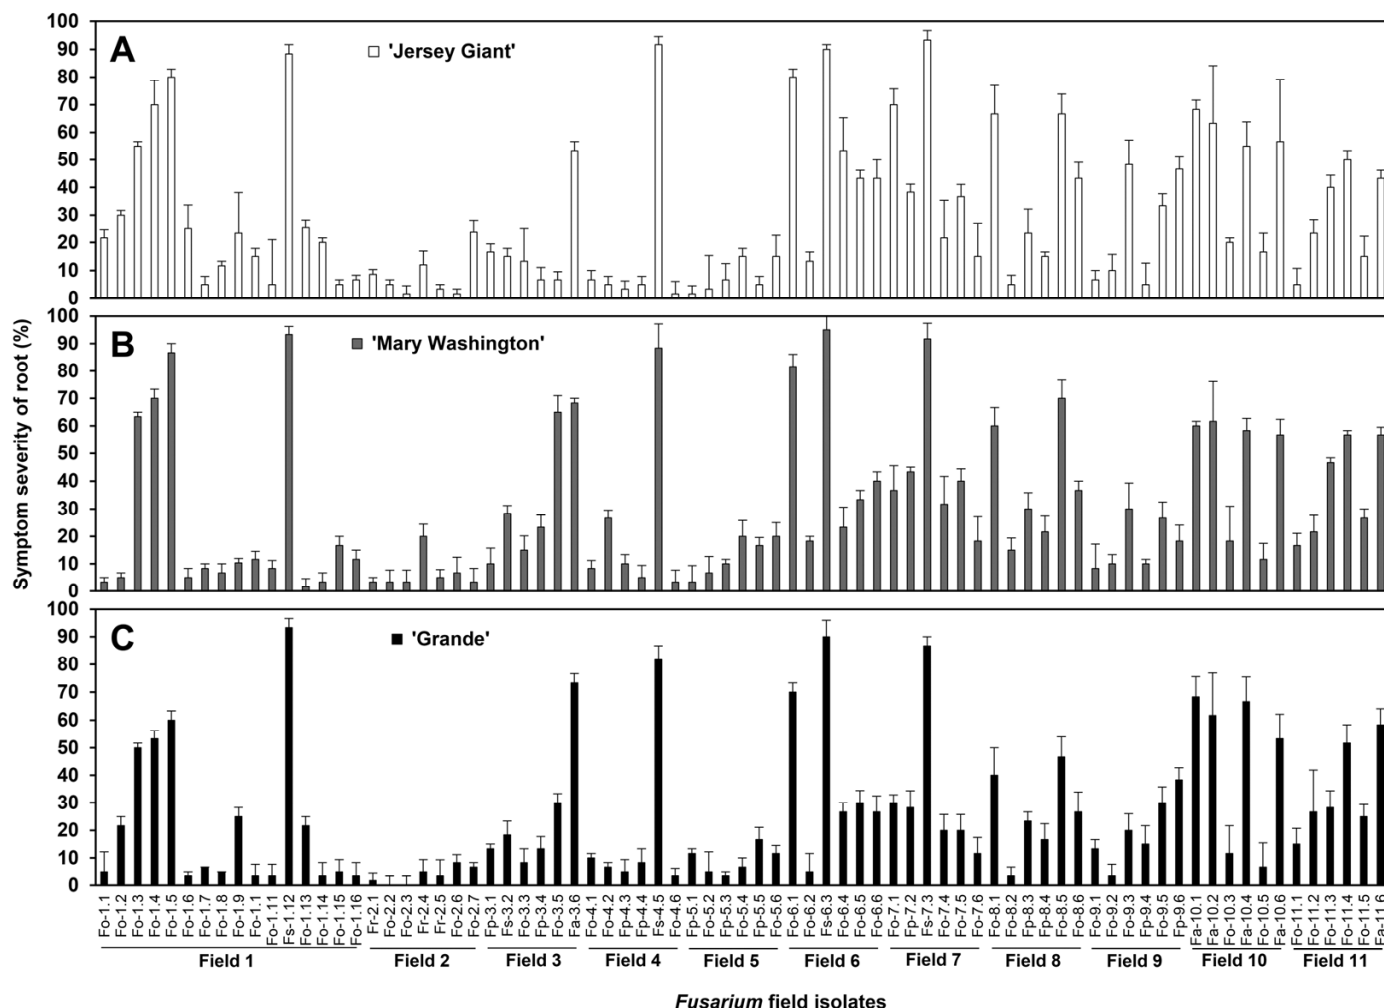 Symptom severity of root (%)
A
'Jersey Giant'
100
90
80
70
60
50
40
30
20
10
0
B
'Mary Washington'
100
90
80
70
60
50
40
30
20
10
0
C
'Grande'
100
90
80
70
60
50
40
30
20
10
0
Fo-1.1
Fo-1.2
Fo-1.3
Fo-1.4
Fo-1.5
Fo-1.6
Fo-1.7
Fo-1.8
Fo-1.9
Fo-1.1
Fo-1.11
Fs-1.12
Fo-1.13
Fo-1.14
Fo-1.15
Fo-1.16
Fr-2.1
Fo-2.2
Fo-2.3
Fr-2.4
Fr-2.5
Fo-2.6
Fo-2.7
Fp-3.1
Fs-3.2
Fo-3.3
Fp-3.4
Fo-3.5
Fa-3.6
Fo-4.1
Fo-4.2
Fp-4.3
Fp-4.4
Fs-4.5
Fo-4.6
Fp-5.1
Fo-5.2
Fp-5.3
Fo-5.4
Fp-5.5
Fo-5.6
Fo-6.1
Fo-6.2
Fs-6.3
Fo-6.4
Fo-6.5
Fo-6.6
Fo-7.1
Fp-7.2
Fs-7.3
Fo-7.4
Fo-7.5
Fo-7.6
Fo-8.1
Fo-8.2
Fp-8.3
Fp-8.4
Fo-8.5
Fo-8.6
Fo-9.1
Fo-9.2
Fo-9.3
Fp-9.4
Fo-9.5
Fp-9.6
Fa-10.1
Fa-10.2
Fo-10.3
Fa-10.4
Fo-10.5
Fa-10.6
Fo-11.1
Fo-11.2
Fo-11.3
Fo-11.4
Fo-11.5
Fa-11.6
Field 1
Field 2
Field 3
Field 4
Field 5
Field 6
Field 7
Field 8
Field 9
Field 10
Field 11
Fusarium field isolates